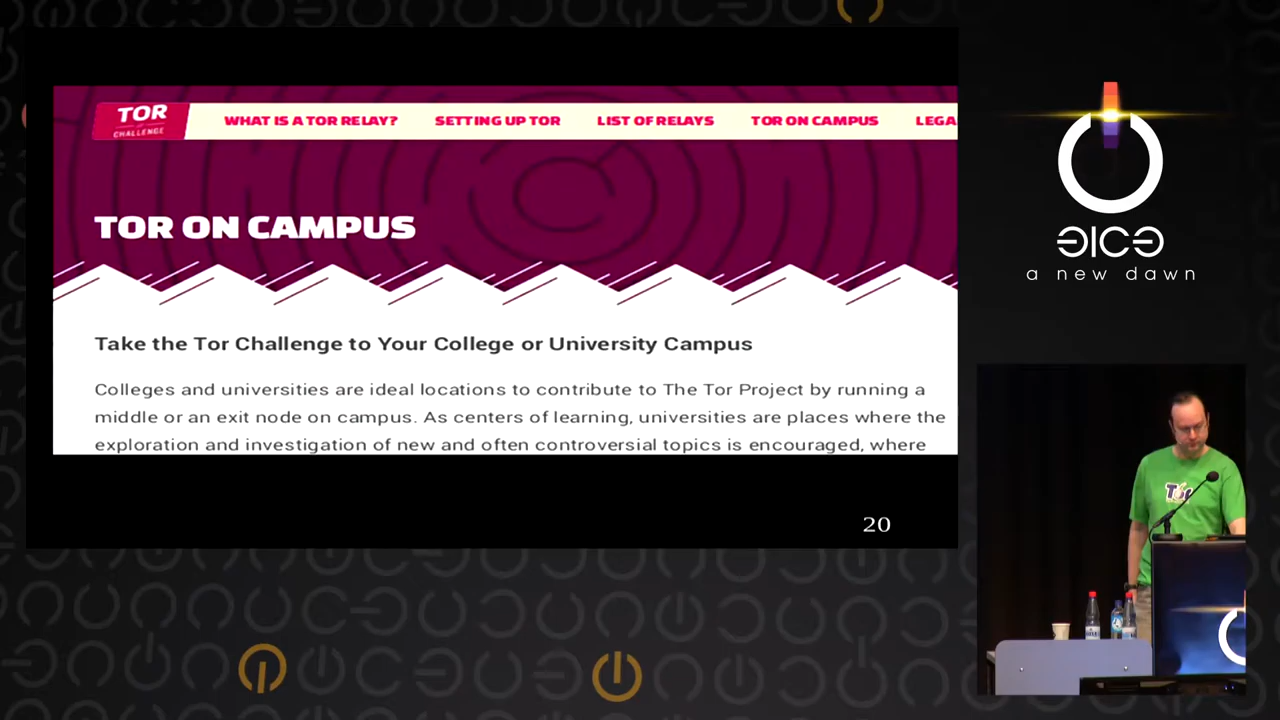 TOR
CHALLENGE
WHAT IS A TOR RELAY?
SETTING UP TOR
LIST OF RELAYS
TOR ON CAMPUS
LEGA
TOR ON CAMPUS
Take the Tor Challenge to Your College or University Campus
Colleges and universities are ideal locations to contribute to The Tor Project by running a
middle or an exit node on campus. As centers of learning, universities are places where the
exploration and investigation of new and often controversial topics is encouraged, where
20
a new dawn
Tor